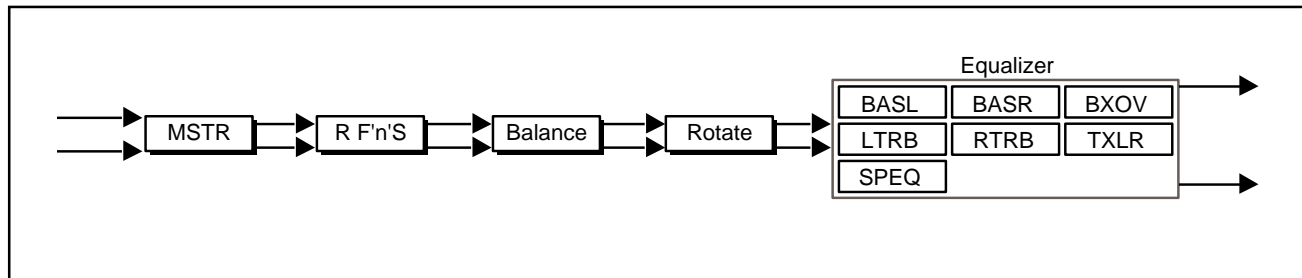 Equalizer
MSTR R F'n'S Balance Rotate
BASL BASR BXOV
LTRB RTRB TXLR
SPEQ